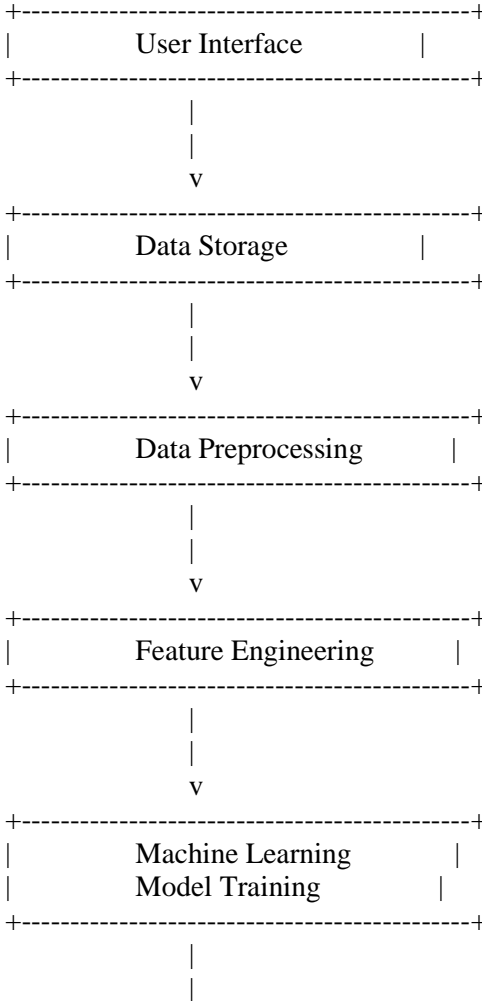 +----------------------------------------------+
| User Interface |
+----------------------------------------------+
|
|
v
+----------------------------------------------+
| Data Storage |
+----------------------------------------------+
|
|
v
+----------------------------------------------+
| Data Preprocessing |
+----------------------------------------------+
|
|
v
+----------------------------------------------+
| Feature Engineering |
+----------------------------------------------+
|
|
v
+----------------------------------------------+
| Machine Learning |
| Model Training |
+----------------------------------------------+
|
|